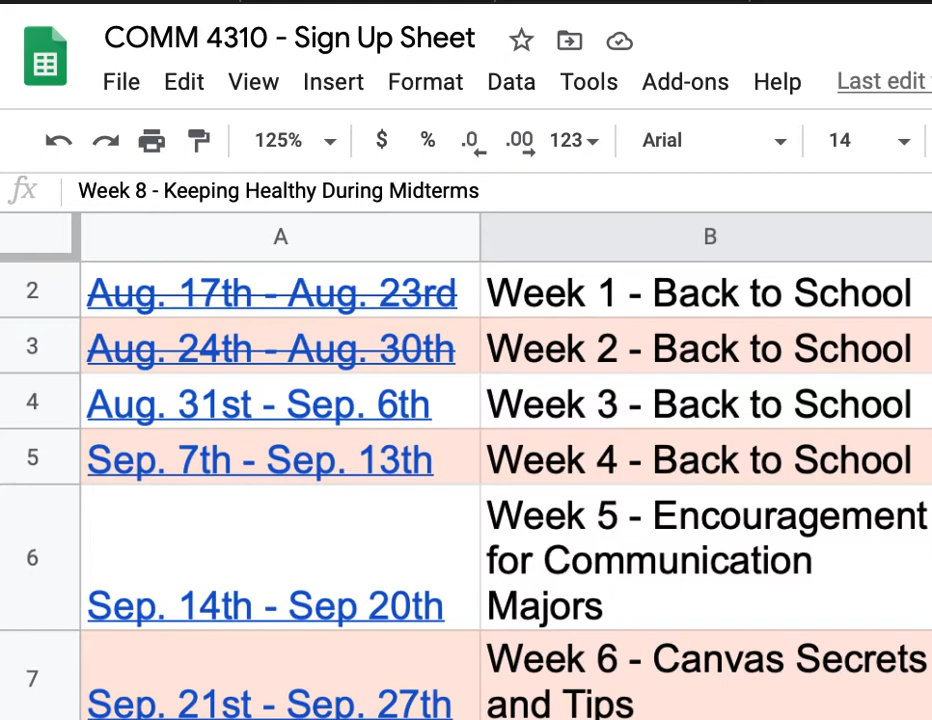 COMM 4310 - Sign Up Sheet
File Edit View Insert Format Data Tools Add-ons Help Last edit
125% $ % .0 .00 123 Arial 14
fx Week 8 - Keeping Healthy During Midterms
A B
2 Aug. 17th - Aug. 23rd Week 1 - Back to School
3 Aug. 24th - Aug. 30th Week 2 - Back to School
4 Aug. 31st - Sep. 6th Week 3 - Back to School
5 Sep. 7th - Sep. 13th Week 4 - Back to School
Week 5 - Encouragement
6 for Communication
Sep. 14th - Sep 20th Majors
Week 6 - Canvas Secrets
7
Sep. 21st - Sep. 27th and Tips